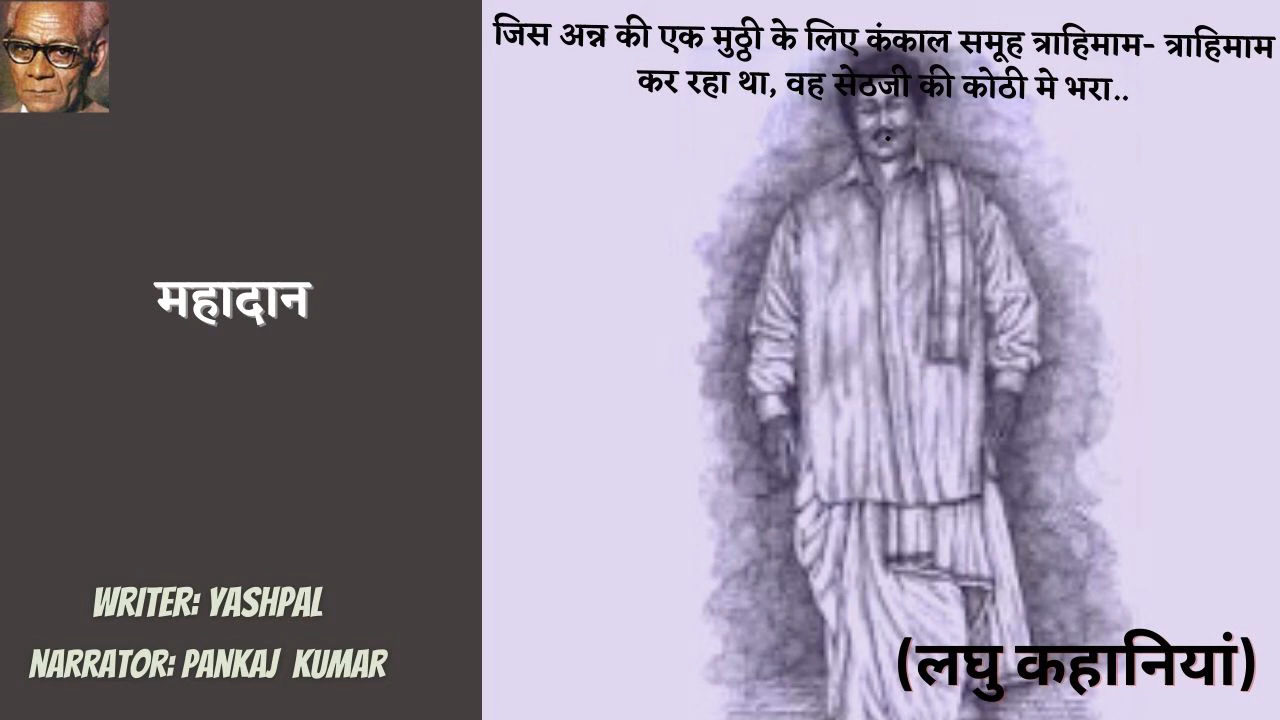 जिस अन्न की एक मुठ्ठी के लिए कंकाल समूह त्राहिमाम- त्राहिमाम
कर रहा था, वह सेठजी की कोठी मे भरा..
महादान
WRITER: YASHPAL
NARRATOR: PANKAJ KUMAR
(लघु कहानियां)